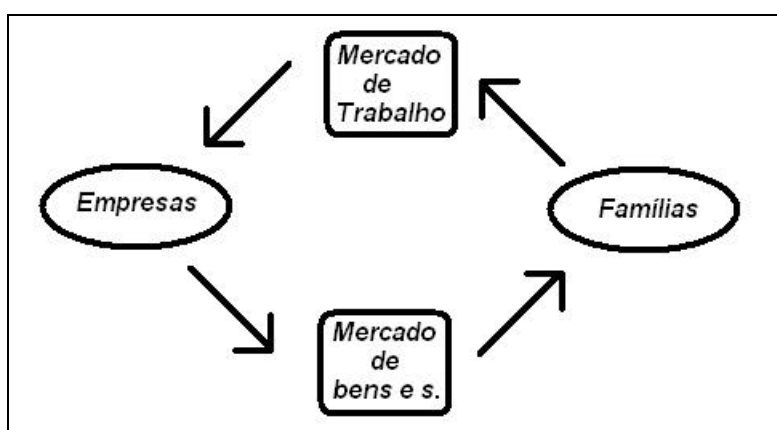 Mercado
de
Trabalho
Empresas
Famílias
Mercado
de
bens e s.